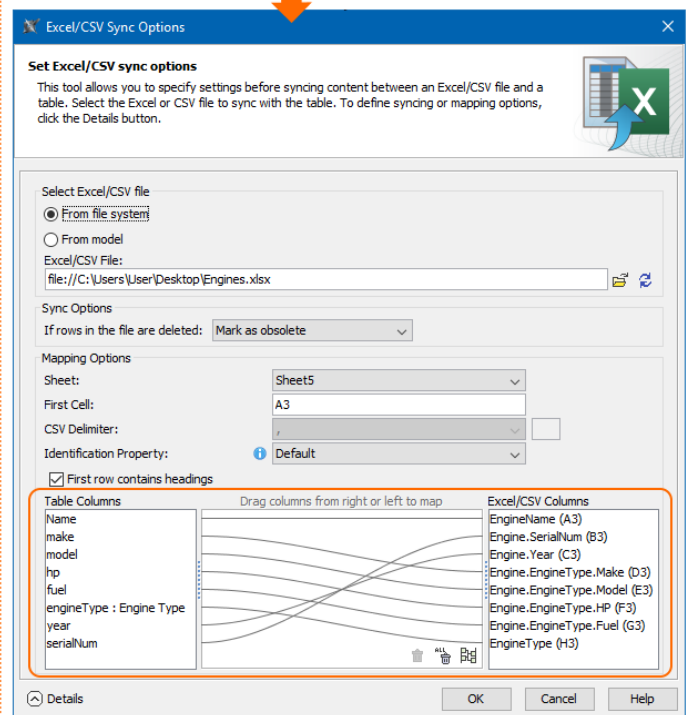 Excel/CSV Sync Options
Set Excel/CSV sync options
This tool allows you to specify settings before syncing content between an Excel/CSV file and a
table. Select the Excel or CSV file to sync with the table. To define syncing or mapping options,
click the Details button.
X
Select Excel/CSV file
From file system
From model
Excel/CSV File:
file://C:\Users\User\Desktop\Engines.xlsx
Sync Options
If rows in the file are deleted: Mark as obsolete
Mapping Options
Sheet: Sheet5
First Cell: A3
CSV Delimiter: ,
Identification Property: Default
First row contains headings
Table Columns Drag columns from right or left to map Excel/CSV Columns
Name EngineName (A3)
make Engine.SerialNum (B3)
model Engine.Year (C3)
hp Engine.EngineType.Make (D3)
fuel Engine.EngineType.Model (E3)
engineType : Engine Type Engine.EngineType.HP (F3)
year Engine.EngineType.Fuel (G3)
serialNum EngineType (H3)
ALL
Details OK Cancel Help